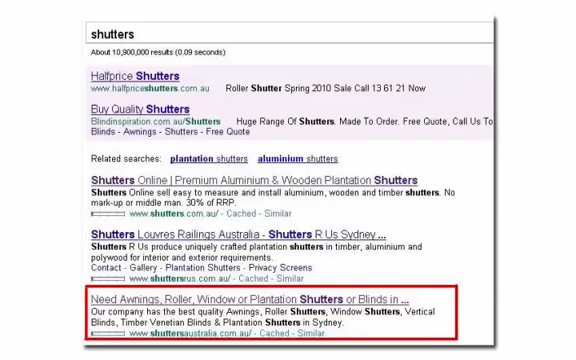 shutters
About 10,900,000 results (0.09 seconds)
Halfprice Shutters
www.halfpriceshutters.com.au Roller Shutter Spring 2010 Sale Call 13 61 21 Now
Buy Quality Shutters
Blindinspiration.com.au/Shutters Huge Range Of Shutters. Made To Order. Free Quote, Call Us To
Blinds - Awnings - Shutters - Free Quote
Related searches: plantation shutters aluminium shutters
Shutters Online | Premium Aluminium & Wooden Plantation Shutters
Shutters Online sell easy to measure and install aluminium, wooden and timber shutters. No
mark-up or middle man. 30% of RRP.
www.shutters.com.au/ - Cached - Similar
Shutters Louvres Railings Australia - Shutters R Us Sydney ...
Shutters R Us produce uniquely crafted plantation shutters in timber, aluminium and
polywood for interior and exterior requirements.
Contact - Gallery - Plantation Shutters - Privacy Screens
www.shuttersrus.com.au/ - Cached - Similar
Need Awnings, Roller, Window or Plantation Shutters or Blinds in ...
Our company has the best quality Awnings, Roller Shutters, Window Shutters, Vertical
Blinds, Timber Venetian Blinds & Plantation Shutters in Sydney.
www.shuttersaustralia.com.au/ - Cached - Similar